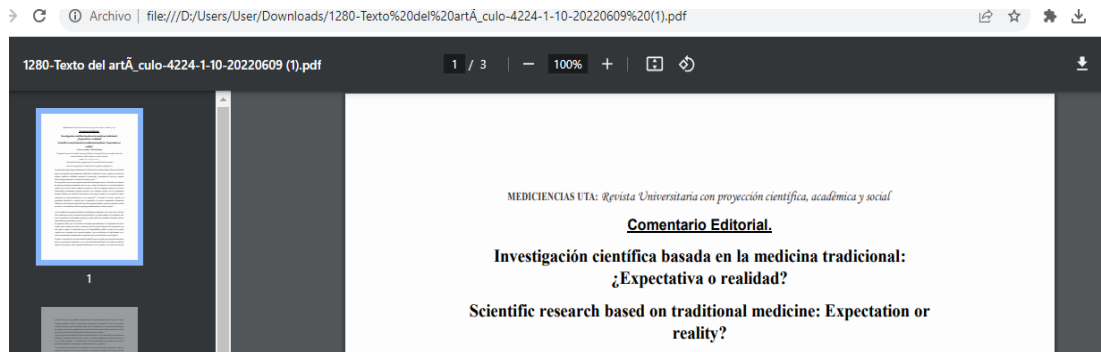 Archivo | file:///D:/Users/User/Downloads/1280-Texto%20del%20artÃ_culo-4224-1-10-20220609%20(1).pdf
1280-Texto del artÃ_culo-4224-1-10-20220609 (1).pdf
1 / 3 | − 100% +
MEDICIENCIAS UTA: Revista Universitaria con proyección científica, académica y social
Comentario Editorial.
Investigación científica basada en la medicina tradicional:
¿Expectativa o realidad?
1
Scientific research based on traditional medicine: Expectation or
reality?